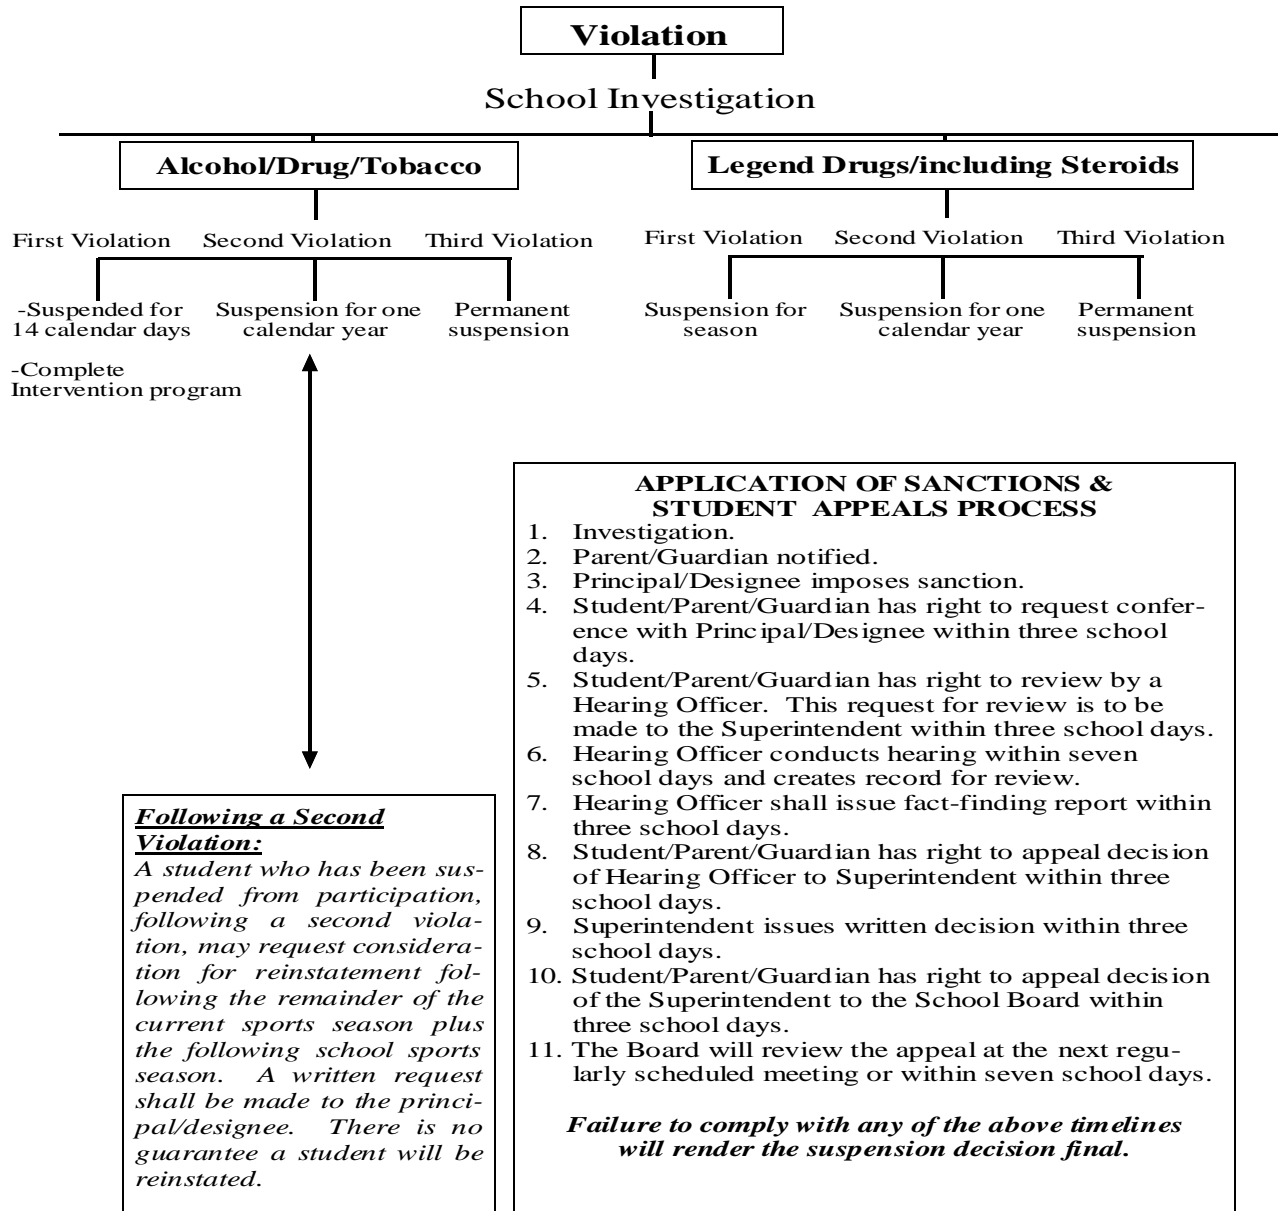 Violation
School Investigation
Alcohol/Drug/Tobacco
First Violation Second Violation Third Violation
-Suspended for
14 calendar days
-Complete
Intervention program
Suspension for one
calendar year
Permanent
suspension
Legend Drugs/including Steroids
First Violation Second Violation Third Violation
Suspension for
season
Suspension for one
calendar year
Permanent
suspension
Following a Second
Violation:
A student who has been sus-
pended from participation,
following a second viola-
tion, may request considera-
tion for reinstatement fol-
lowing the remainder of the
current sports season plus
the following school sports
season. A written request
shall be made to the princi-
pal/designee. There is no
guarantee a student will be
reinstated.
APPLICATION OF SANCTIONS &
STUDENT APPEALS PROCESS
1. Investigation.
2. Parent/Guardian notified.
3. Principal/Designee imposes sanction.
4. Student/Parent/Guardian has right to request confer-
ence with Principal/Designee within three school
days.
5. Student/Parent/Guardian has right to review by a
Hearing Officer. This request for review is to be
made to the Superintendent within three school days.
6. Hearing Officer conducts hearing within seven
school days and creates record for review.
7. Hearing Officer shall issue fact-finding report within
three school days.
8. Student/Parent/Guardian has right to appeal decision
of Hearing Officer to Superintendent within three
school days.
9. Superintendent issues written decision within three
school days.
10. Student/Parent/Guardian has right to appeal decision
of the Superintendent to the School Board within
three school days.
11. The Board will review the appeal at the next regu-
larly scheduled meeting or within seven school days.
Failure to comply with any of the above timelines
will render the suspension decision final.